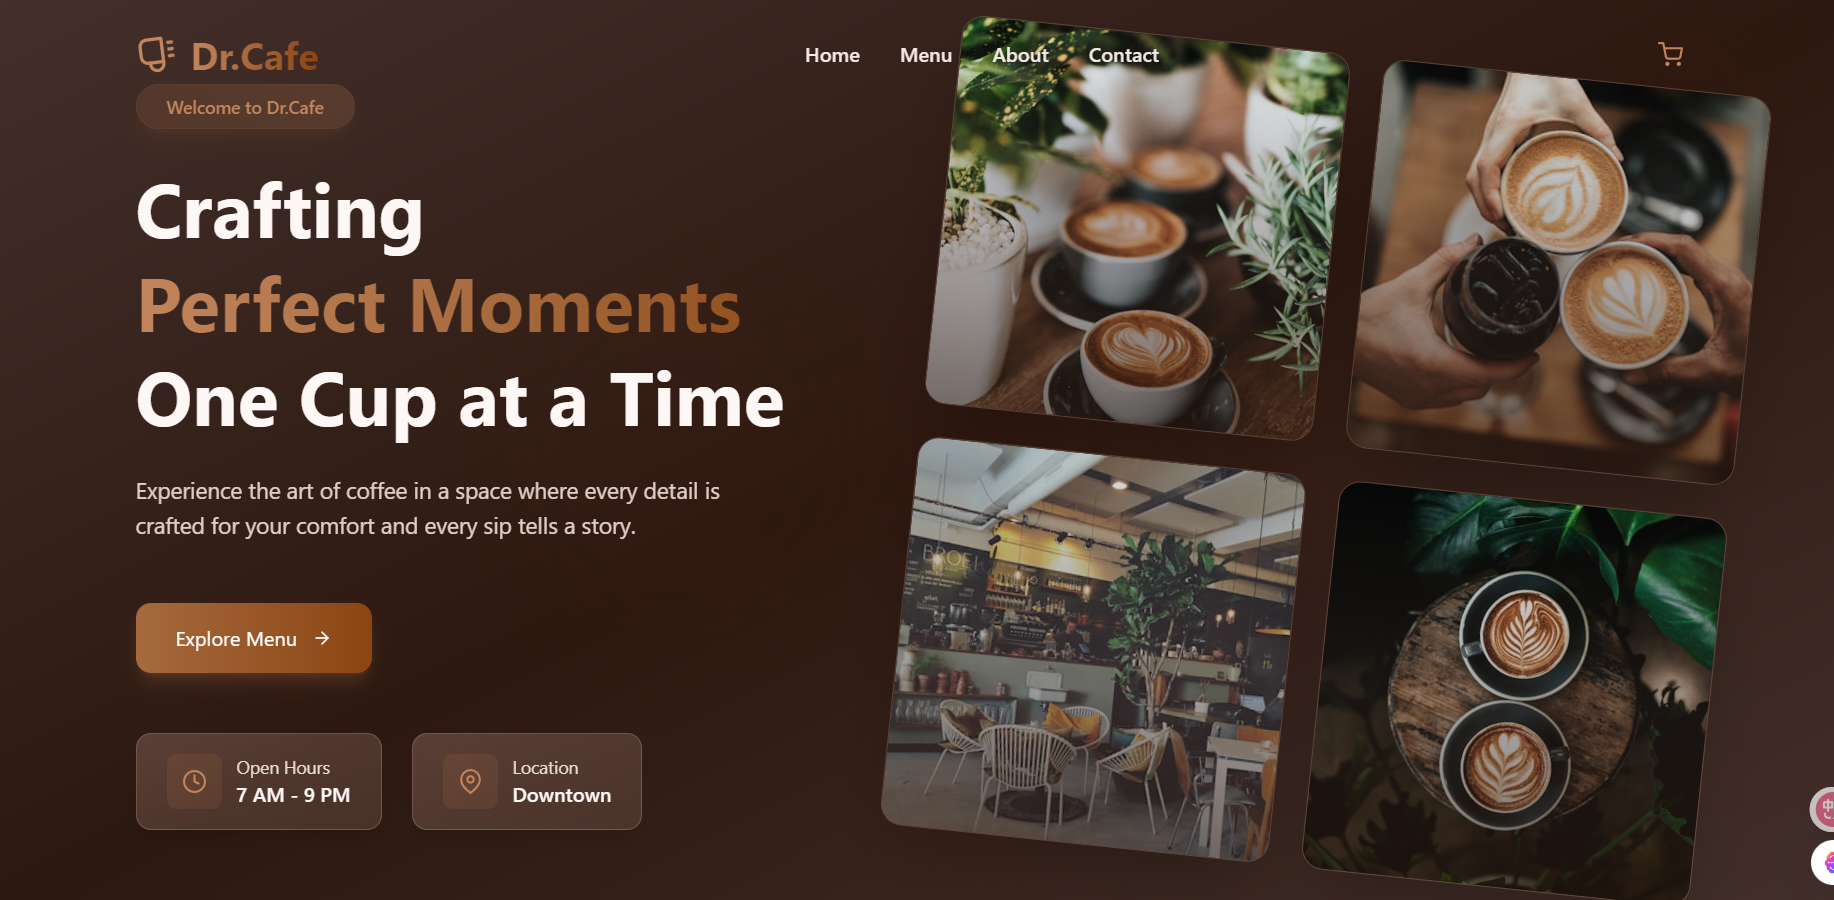 Dr.Cafe
Home Menu About Contact
Welcome to Dr.Cafe
Crafting
Perfect Moments
One Cup at a Time
Experience the art of coffee in a space where every detail is
crafted for your comfort and every sip tells a story.
Explore Menu
Open Hours
7 AM - 9 PM
Location
Downtown
BROEI
中